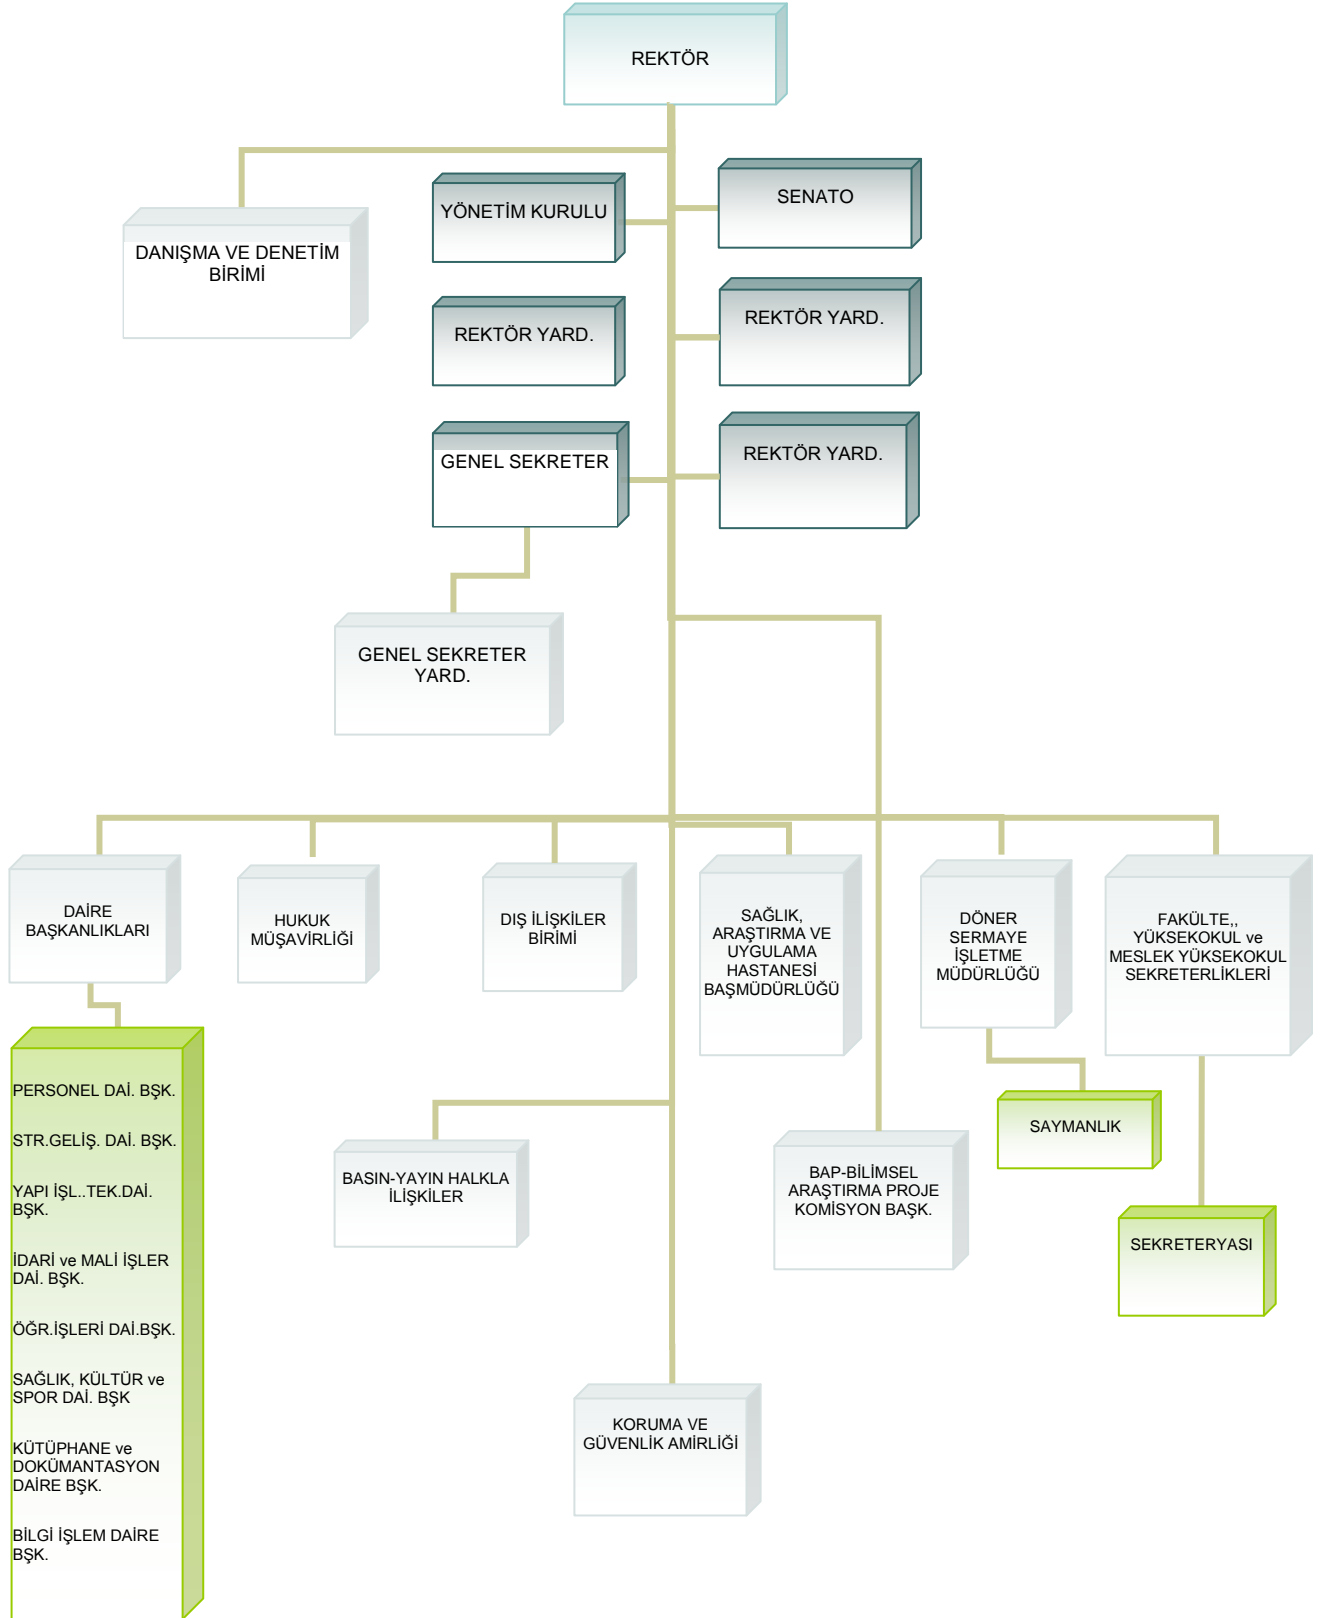 REKTÖR
YÖNETİM KURULU
SENATO
DANIŞMA VE DENETİM
BİRİMİ
REKTÖR YARD.
REKTÖR YARD.
GENEL SEKRETER
REKTÖR YARD.
GENEL SEKRETER
YARD.
DAİRE
BAŞKANLIKLARI
HUKUK
MÜŞAVİRLİĞİ
DIŞ İLİŞKİLER
BİRİMİ
SAĞLIK,
ARAŞTIRMA VE
UYGULAMA
HASTANESİ
BAŞMÜDÜRLÜĞÜ
DÖNER
SERMAYE
İŞLETME
MÜDÜRLÜĞÜ
FAKÜLTE,,
YÜKSEKOKUL ve
MESLEK YÜKSEKOKUL
SEKRETERLİKLERİ
PERSONEL DAİ. BŞK.
STR.GELİŞ. DAİ. BŞK.
YAPI İŞL..TEK.DAİ.
BŞK.
İDARİ ve MALİ İŞLER
DAİ. BŞK.
ÖĞR.İŞLERİ DAİ.BŞK.
SAĞLIK, KÜLTÜR ve
SPOR DAİ. BŞK
KÜTÜPHANE ve
DOKÜMANTASYON
DAİRE BŞK.
BİLGİ İŞLEM DAİRE
BŞK.
BASIN-YAYIN HALKLA
İLİŞKİLER
BAP-BİLİMSEL
ARAŞTIRMA PROJE
KOMİSYON BAŞK.
SAYMANLIK
SEKRETERYASI
KORUMA VE
GÜVENLİK AMİRLİĞİ